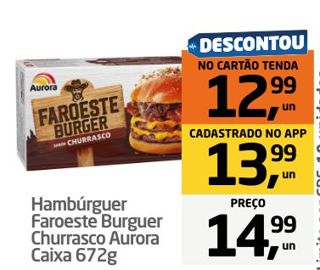 DESCONTOU
NO CARTÃO TENDA
12,99
un
CADASTRADO NO APP
13,99
un
PREÇO
14,99
un
Aurora
FAROESTE
BURGER
SABOR CHURRASCO
Hambúrguer
Faroeste Burguer
Churrasco Aurora
Caixa 672g